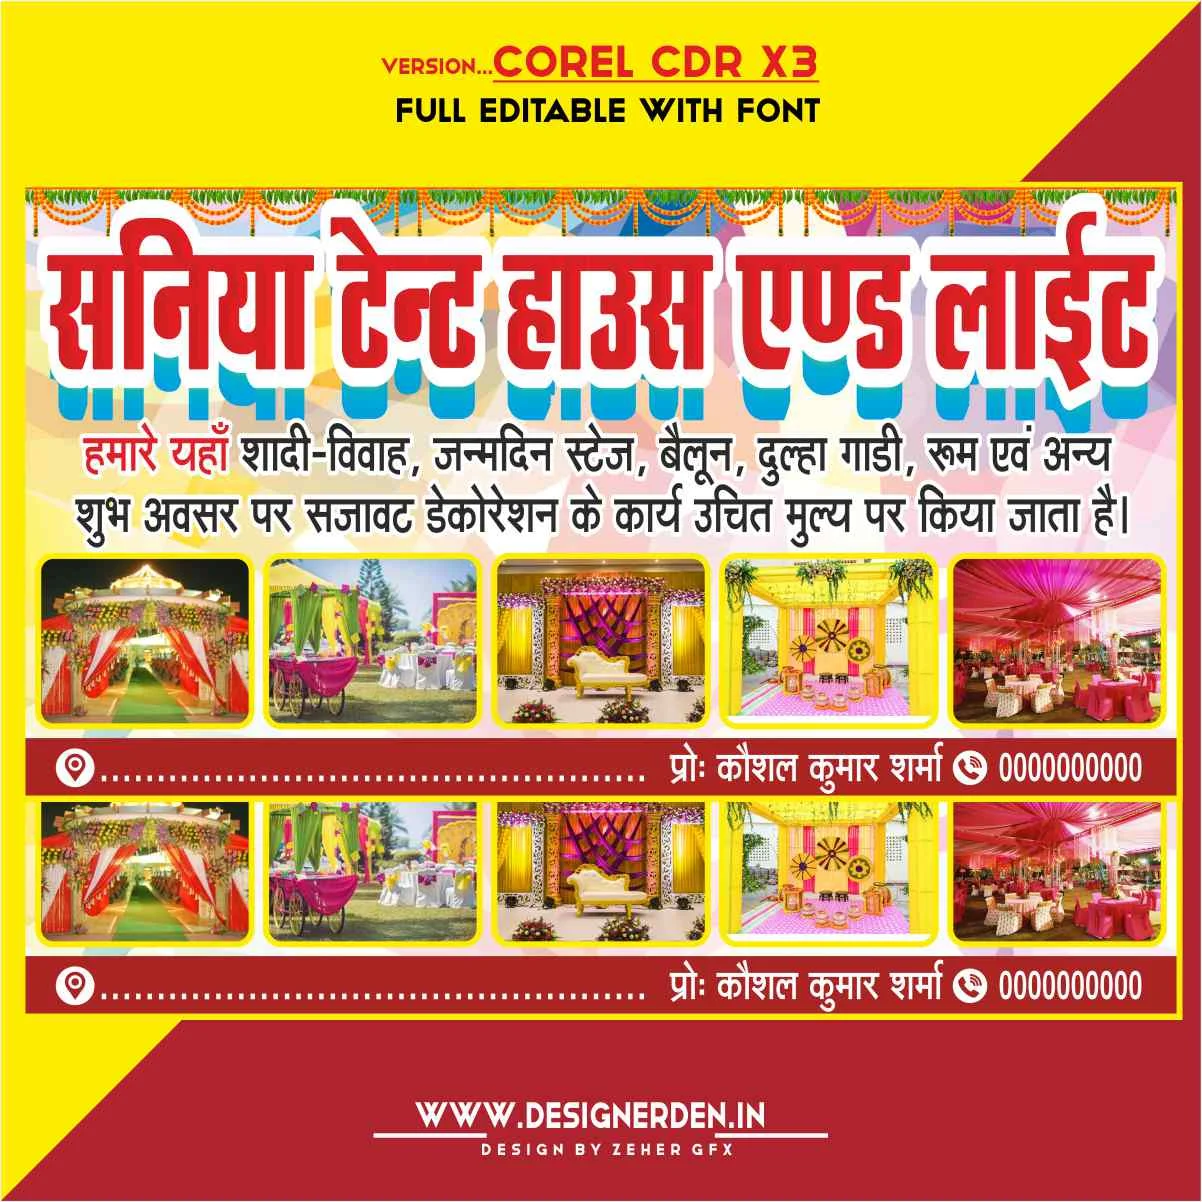 VERSION...COREL CDR X3
FULL EDITABLE WITH FONT
सनिया टेन्ट हाउस एण्ड लाईट
हमारे यहाँ शादी-विवाह, जन्मदिन स्टेज, बैलून, दुल्हा गाडी, रूम एवं अन्य
शुभ अवसर पर सजावट डेकोरेशन के कार्य उचित मुल्य पर किया जाता है।
............................................... प्रोः कौशल कुमार शर्मा 0000000000
............................................... प्रोः कौशल कुमार शर्मा 0000000000
WWW.DESIGNERDEN.IN
DESIGN BY ZEHER GFX